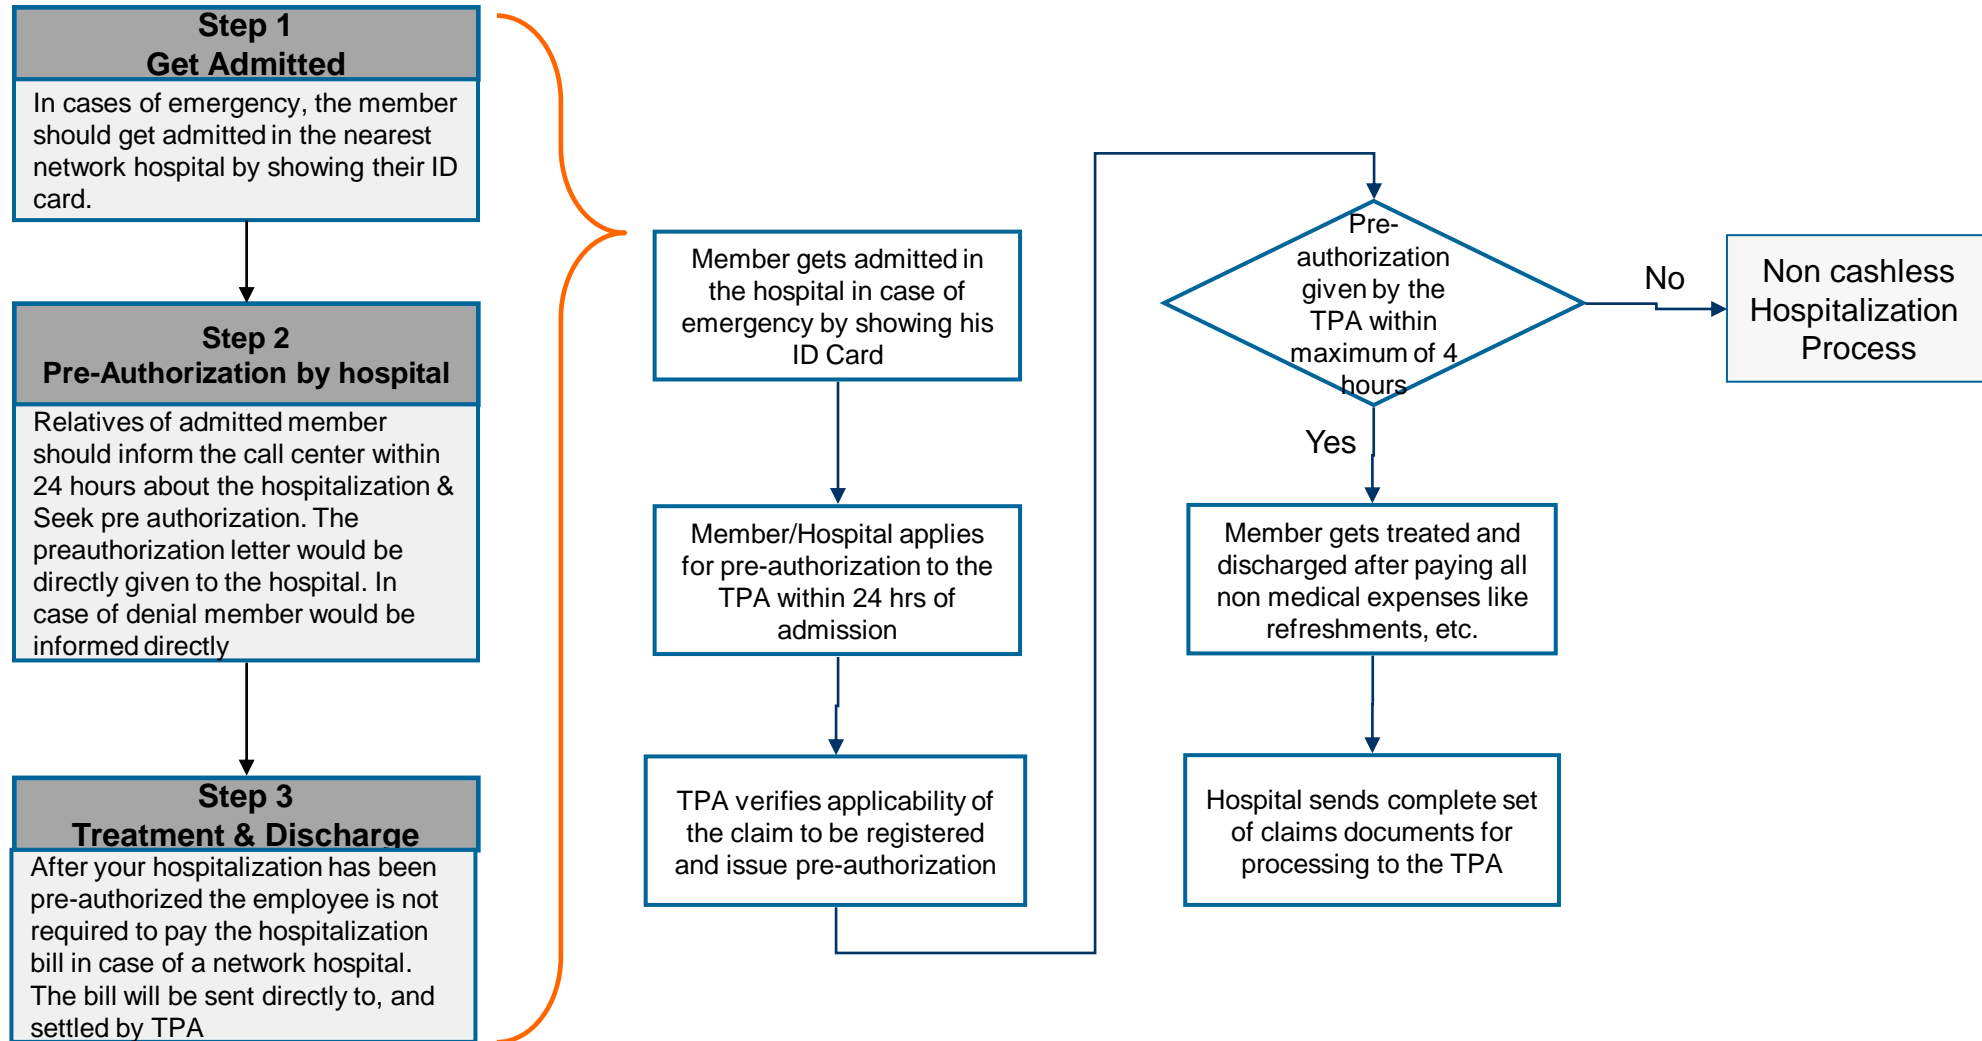 Step 1
Get Admitted
In cases of emergency, the member
should get admitted in the nearest
network hospital by showing their ID
card.
Step 2
Pre-Authorization by hospital
Relatives of admitted member
should inform the call center within
24 hours about the hospitalization &
Seek pre authorization. The
preauthorization letter would be
directly given to the hospital. In
case of denial member would be
informed directly
Step 3
Treatment & Discharge
After your hospitalization has been
pre-authorized the employee is not
required to pay the hospitalization
bill in case of a network hospital.
The bill will be sent directly to, and
settled by TPA
Member gets admitted in
the hospital in case of
emergency by showing his
ID Card
Member/Hospital applies
for pre-authorization to the
TPA within 24 hrs of
admission
TPA verifies applicability of
the claim to be registered
and issue pre-authorization
Pre-
authorization
given by the
TPA within
maximum of 4
hours
No
Non cashless
Hospitalization
Process
Yes
Member gets treated and
discharged after paying all
non medical expenses like
refreshments, etc.
Hospital sends complete set
of claims documents for
processing to the TPA